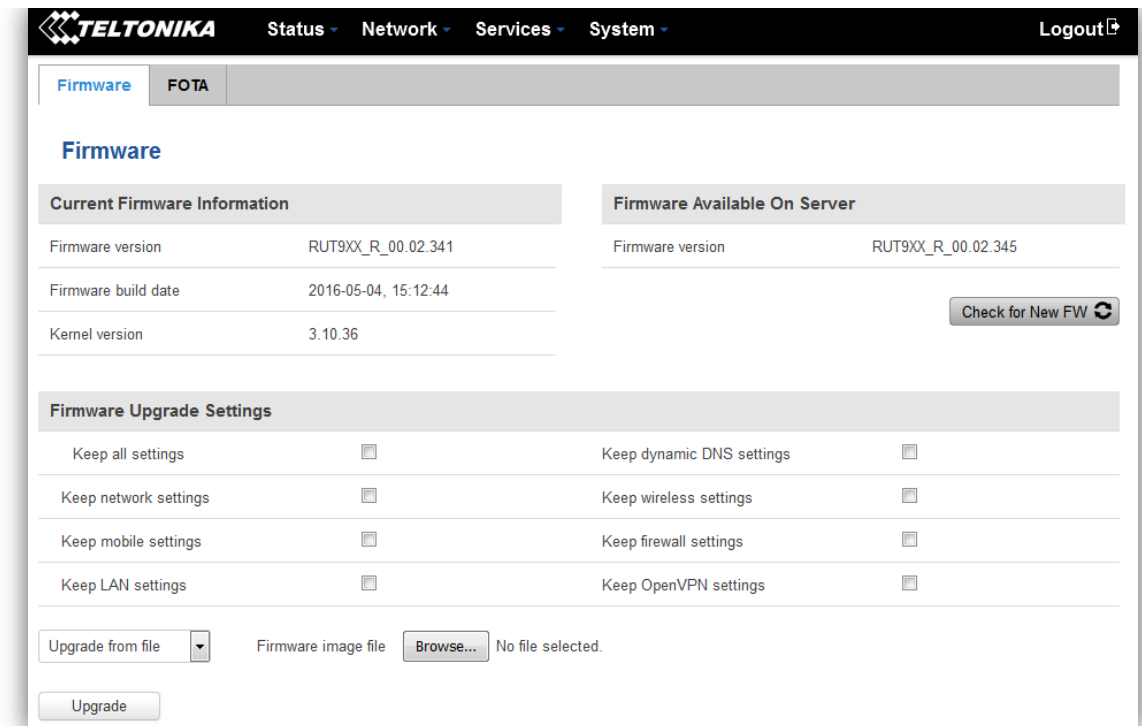 TELTONIKA Status Network Services System Logout
Firmware FOTA
Firmware
Current Firmware Information
Firmware version RUT9XX_R_00.02.341
Firmware build date 2016-05-04, 15:12:44
Kernel version 3.10.36
Firmware Available On Server
Firmware version RUT9XX_R_00.02.345
Check for New FW
Firmware Upgrade Settings
Keep all settings Keep dynamic DNS settings
Keep network settings Keep wireless settings
Keep mobile settings Keep firewall settings
Keep LAN settings Keep OpenVPN settings
Upgrade from file Firmware image file Browse... No file selected.
Upgrade